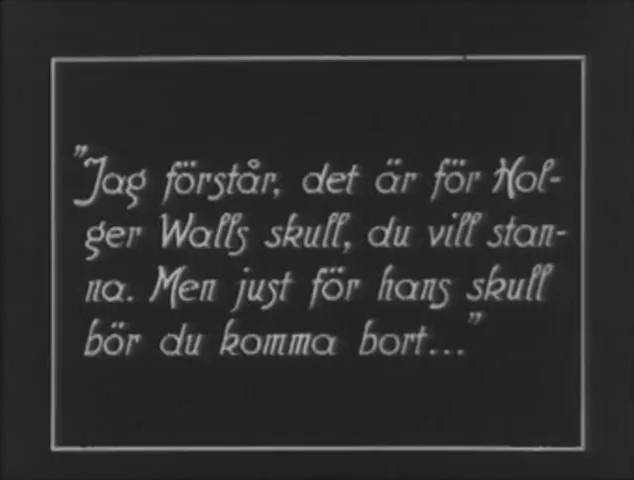 "Jag förstår, det är för Hol-
ger Walls skull, du vill stan-
na. Men just för hans skull
bör du komma bort..."